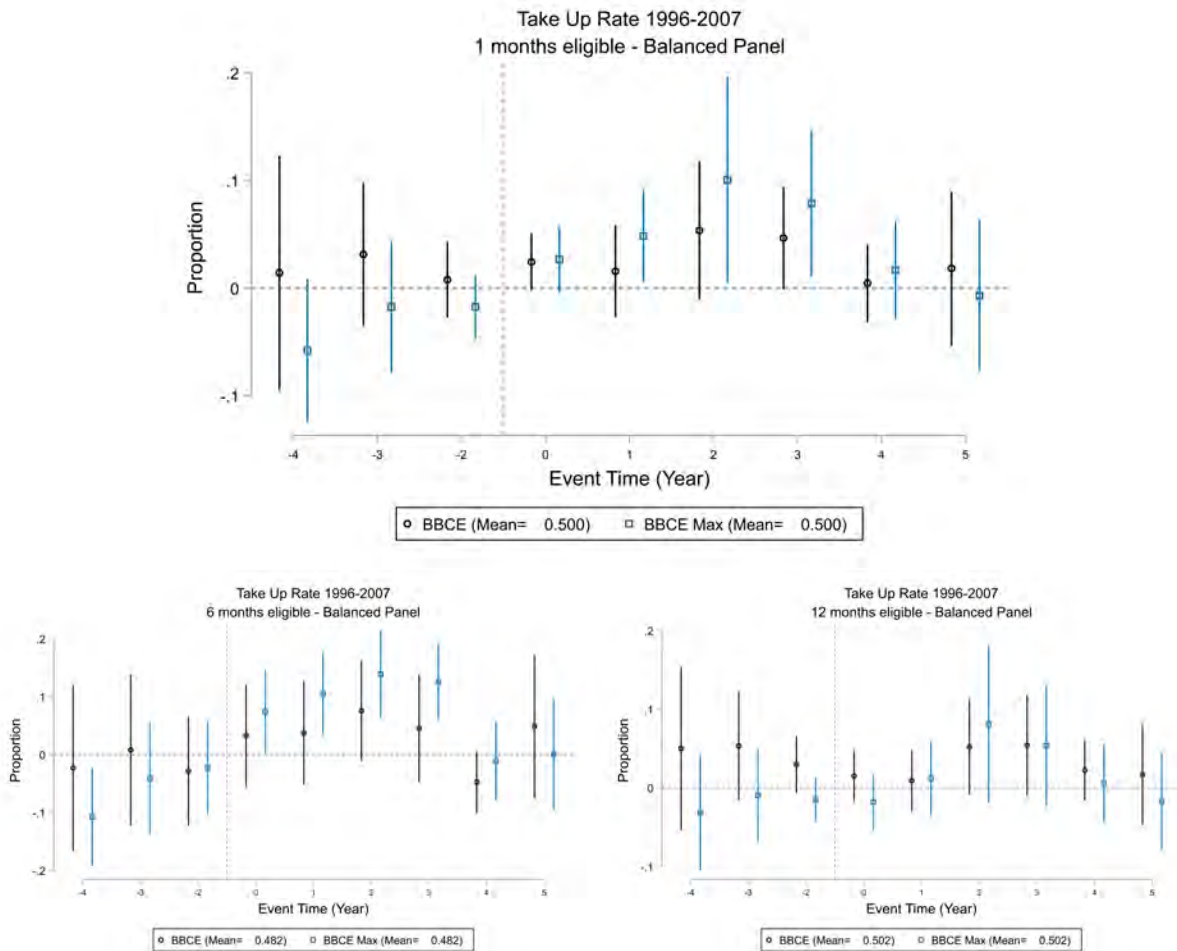 Take Up Rate 1996-2007
1 months eligible - Balanced Panel
.2
.1
0
-.1
Proportion
-4 -3 -2 0 1 2 3 4 5
Event Time (Year)
BBCE (Mean= 0.500) BBCE Max (Mean= 0.500)
Take Up Rate 1996-2007
6 months eligible - Balanced Panel
.2
.1
0
-.1
-.2
Proportion
-4 -3 -2 0 1 2 3 4 5
Event Time (Year)
BBCE (Mean= 0.482) BBCE Max (Mean= 0.482)
Take Up Rate 1996-2007
12 months eligible - Balanced Panel
.2
.1
0
-.1
Proportion
-4 -3 -2 0 1 2 3 4 5
Event Time (Year)
BBCE (Mean= 0.502) BBCE Max (Mean= 0.502)